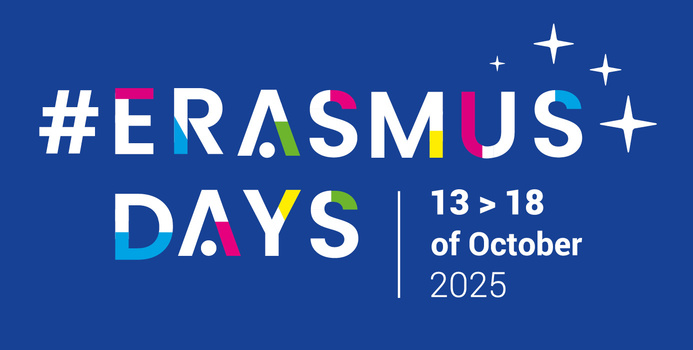 #ERASMUS
DAYS
13 > 18
of October
2025